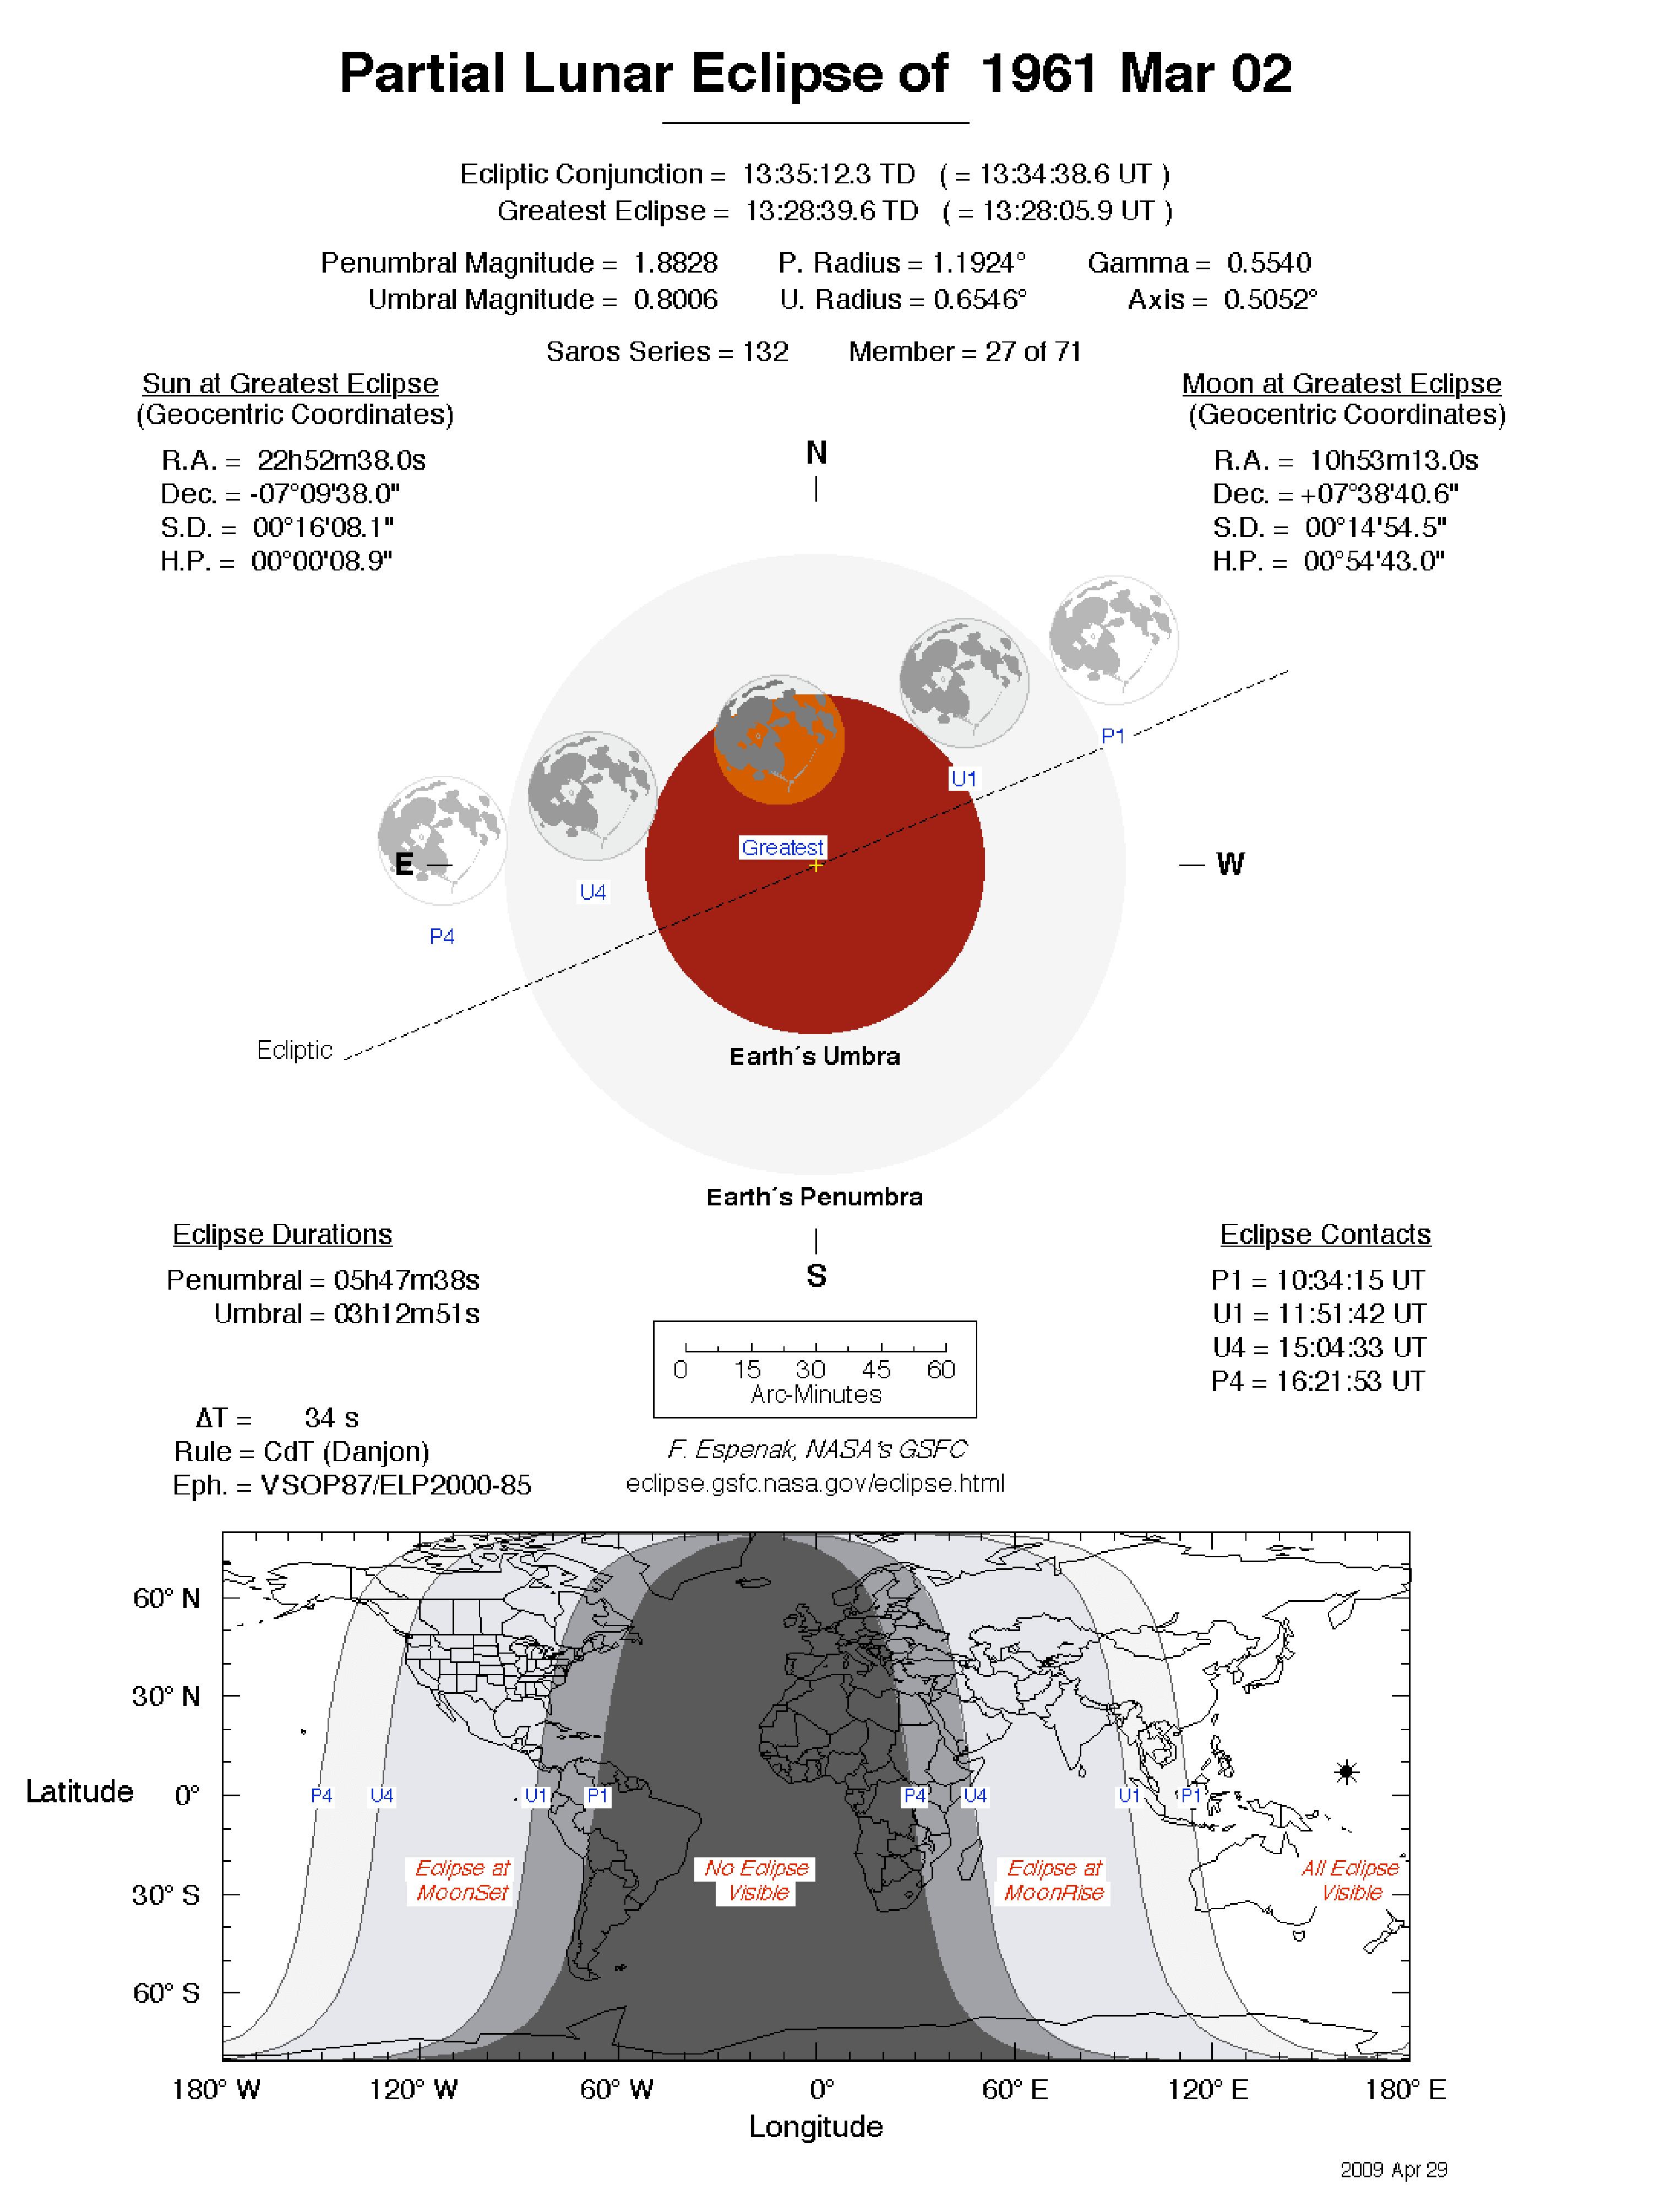 Partial Lunar Eclipse of 1961 Mar 02
Ecliptic Conjunction = 13:35:12.3 TD ( = 13:34:38.6 UT )
Greatest Eclipse = 13:28:39.6 TD ( = 13:28:05.9 UT )
Penumbral Magnitude = 1.8828 P. Radius = 1.1924° Gamma = 0.5540
Umbral Magnitude = 0.8006 U. Radius = 0.6546° Axis = 0.5052°
Saros Series = 132 Member = 27 of 71
Sun at Greatest Eclipse
(Geocentric Coordinates)
R.A. = 22h52m38.0s
Dec. = -07°09'38.0"
S.D. = 00°16'08.1"
H.P. = 00°00'08.9"
Moon at Greatest Eclipse
(Geocentric Coordinates)
R.A. = 10h53m13.0s
Dec. = +07°38'40.6"
S.D. = 00°14'54.5"
H.P. = 00°54'43.0"
N
P1
U1
Greatest
E
W
U4
P4
Ecliptic
Earth´s Umbra
Earth´s Penumbra
S
Eclipse Durations
Penumbral = 05h47m38s
Umbral = 03h12m51s
Eclipse Contacts
P1 = 10:34:15 UT
U1 = 11:51:42 UT
U4 = 15:04:33 UT
P4 = 16:21:53 UT
0 15 30 45 60
Arc-Minutes
ΔT = 34 s
Rule = CdT (Danjon)
Eph. = VSOP87/ELP2000-85
F. Espenak, NASA's GSFC
eclipse.gsfc.nasa.gov/eclipse.html
60° N
30° N
Latitude 0°
30° S
60° S
P4 U4 U1 P1 P4 U4 U1 P1
Eclipse at
MoonSet
No Eclipse
Visible
Eclipse at
MoonRise
All Eclipse
Visible
180° W 120° W 60° W 0° 60° E 120° E 180° E
Longitude
2009 Apr 29